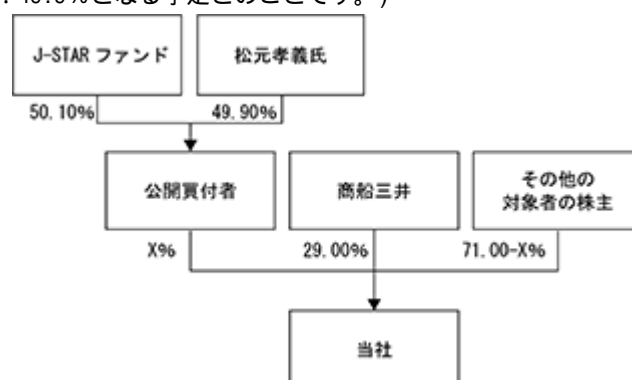 となる予定とのことです。)
J-STAR ファンド
松元孝義氏
50.10%
49.90%
公開買付者
商船三井
その他の
対象者の株主
X%
29.00%
71.00-X%
当社